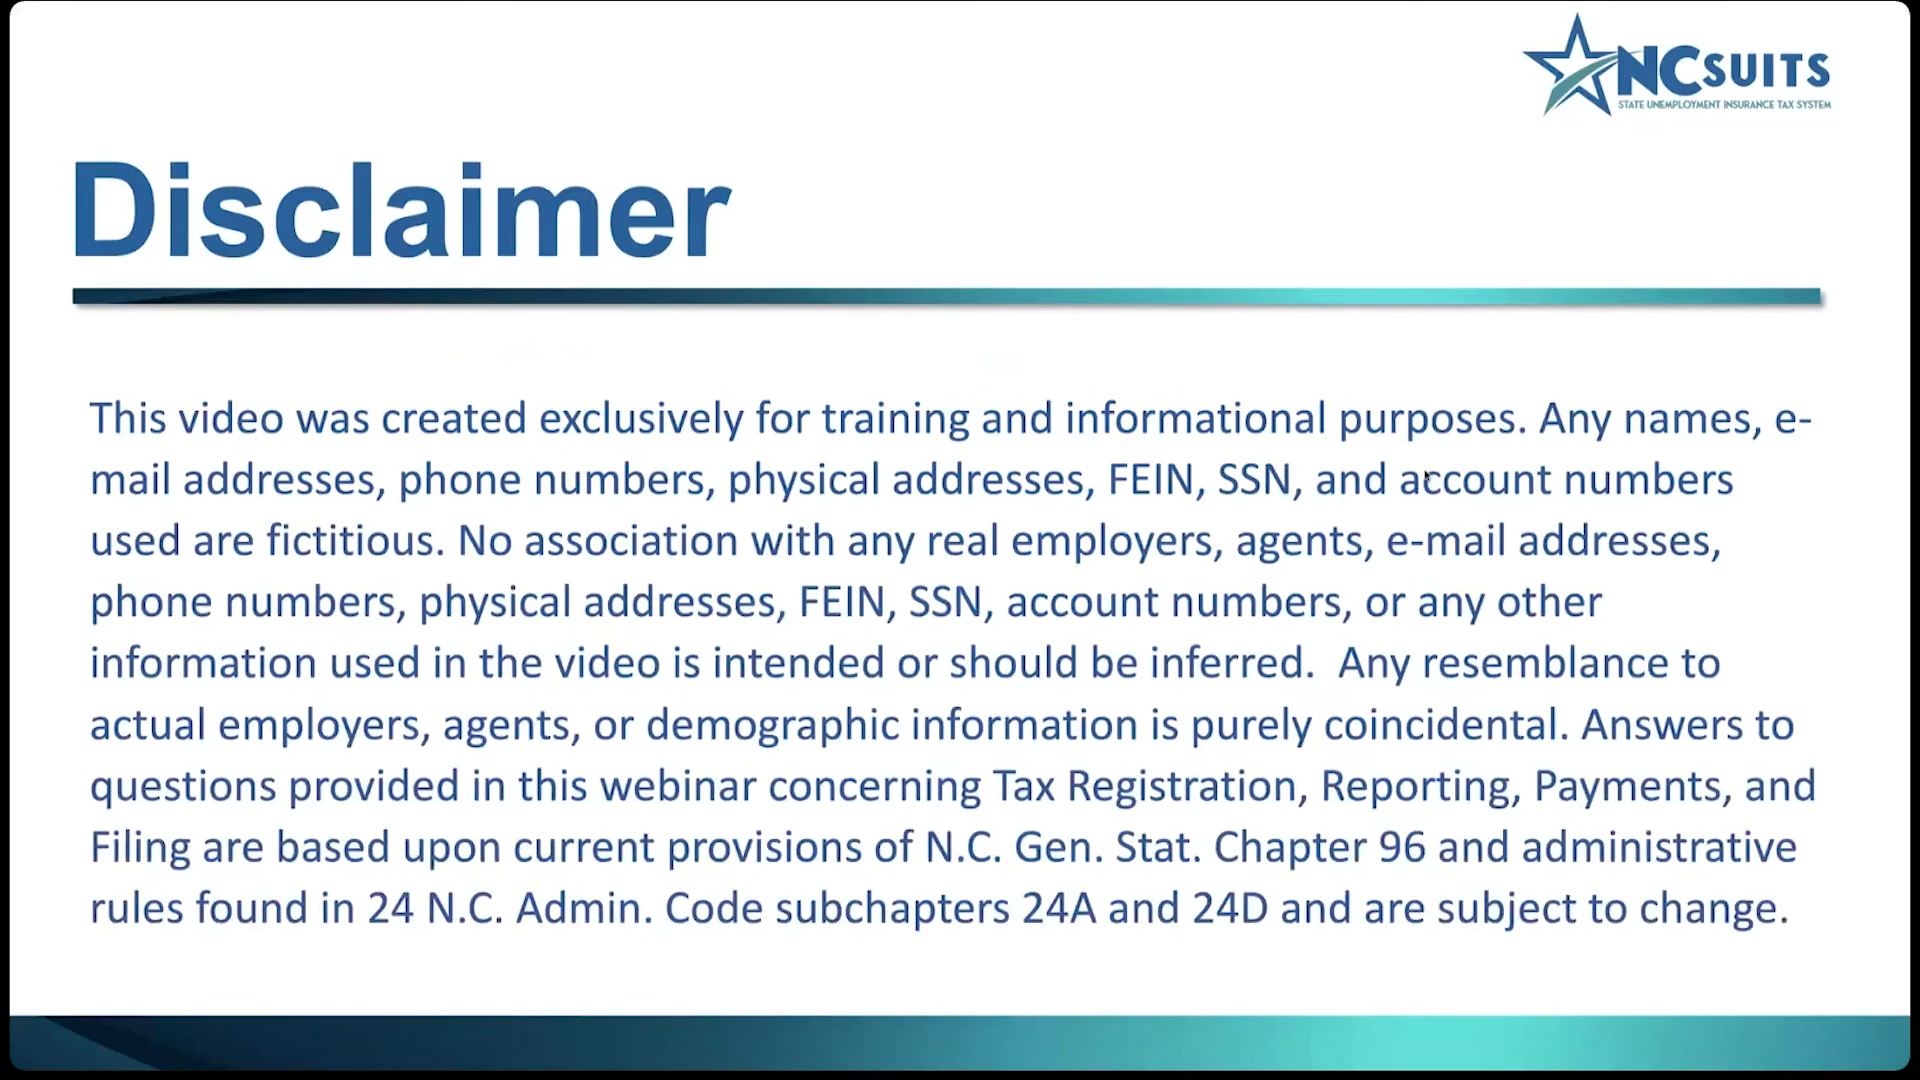 NCSUITS
STATE UNEMPLOYMENT INSURANCE TAX SYSTEM
Disclaimer
This video was created exclusively for training and informational purposes. Any names, e-
mail addresses, phone numbers, physical addresses, FEIN, SSN, and account numbers
used are fictitious. No association with any real employers, agents, e-mail addresses,
phone numbers, physical addresses, FEIN, SSN, account numbers, or any other
information used in the video is intended or should be inferred.  Any resemblance to
actual employers, agents, or demographic information is purely coincidental. Answers to
questions provided in this webinar concerning Tax Registration, Reporting, Payments, and
Filing are based upon current provisions of N.C. Gen. Stat. Chapter 96 and administrative
rules found in 24 N.C. Admin. Code subchapters 24A and 24D and are subject to change.